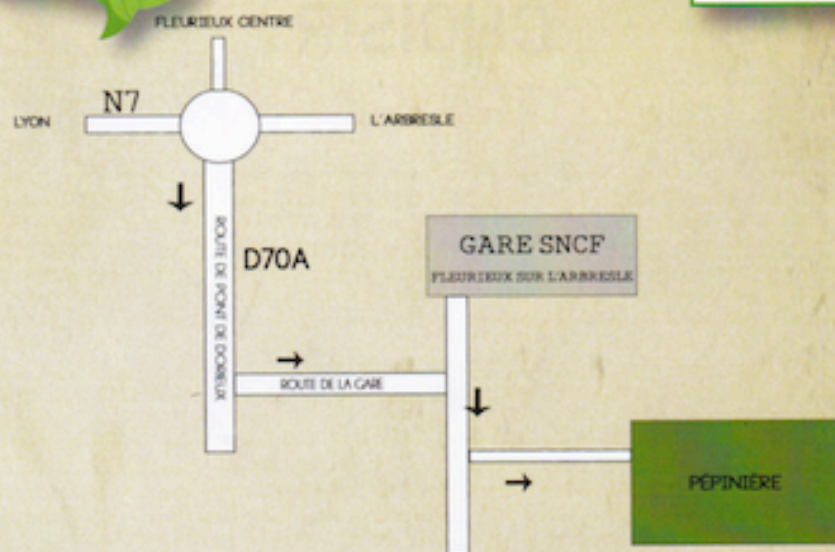 FLEURIEUX CENTRE
N7
LYON
L'ARBRESLE
ROUTE DE PONT DE DORIEUX
D70A
GARE SNCF
FLEURIEUX SUR L'ARBRESLE
ROUTE DE LA GARE
PÉPINIÈRE